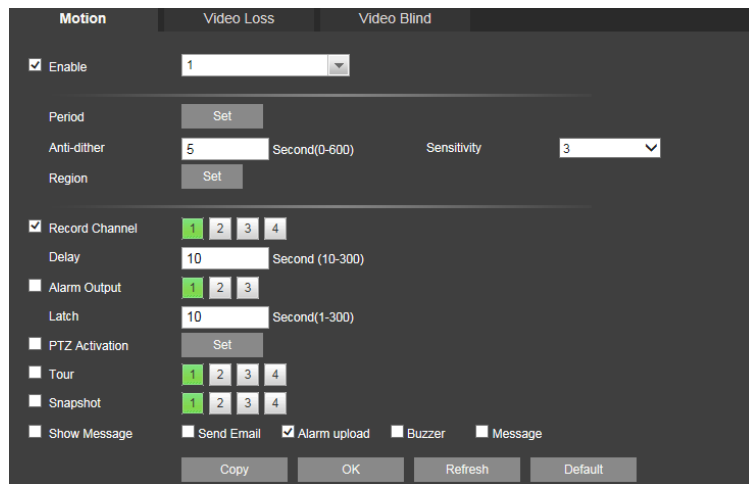 Motion Video Loss Video Blind
Enable 1
Period Set
Anti-dither 5 Second(0-600) Sensitivity 3
Region Set
Record Channel 1 2 3 4
Delay 10 Second (10-300)
Alarm Output 1 2 3
Latch 10 Second(1-300)
PTZ Activation Set
Tour 1 2 3 4
Snapshot 1 2 3 4
Show Message Send Email Alarm upload Buzzer Message
Copy OK Refresh Default